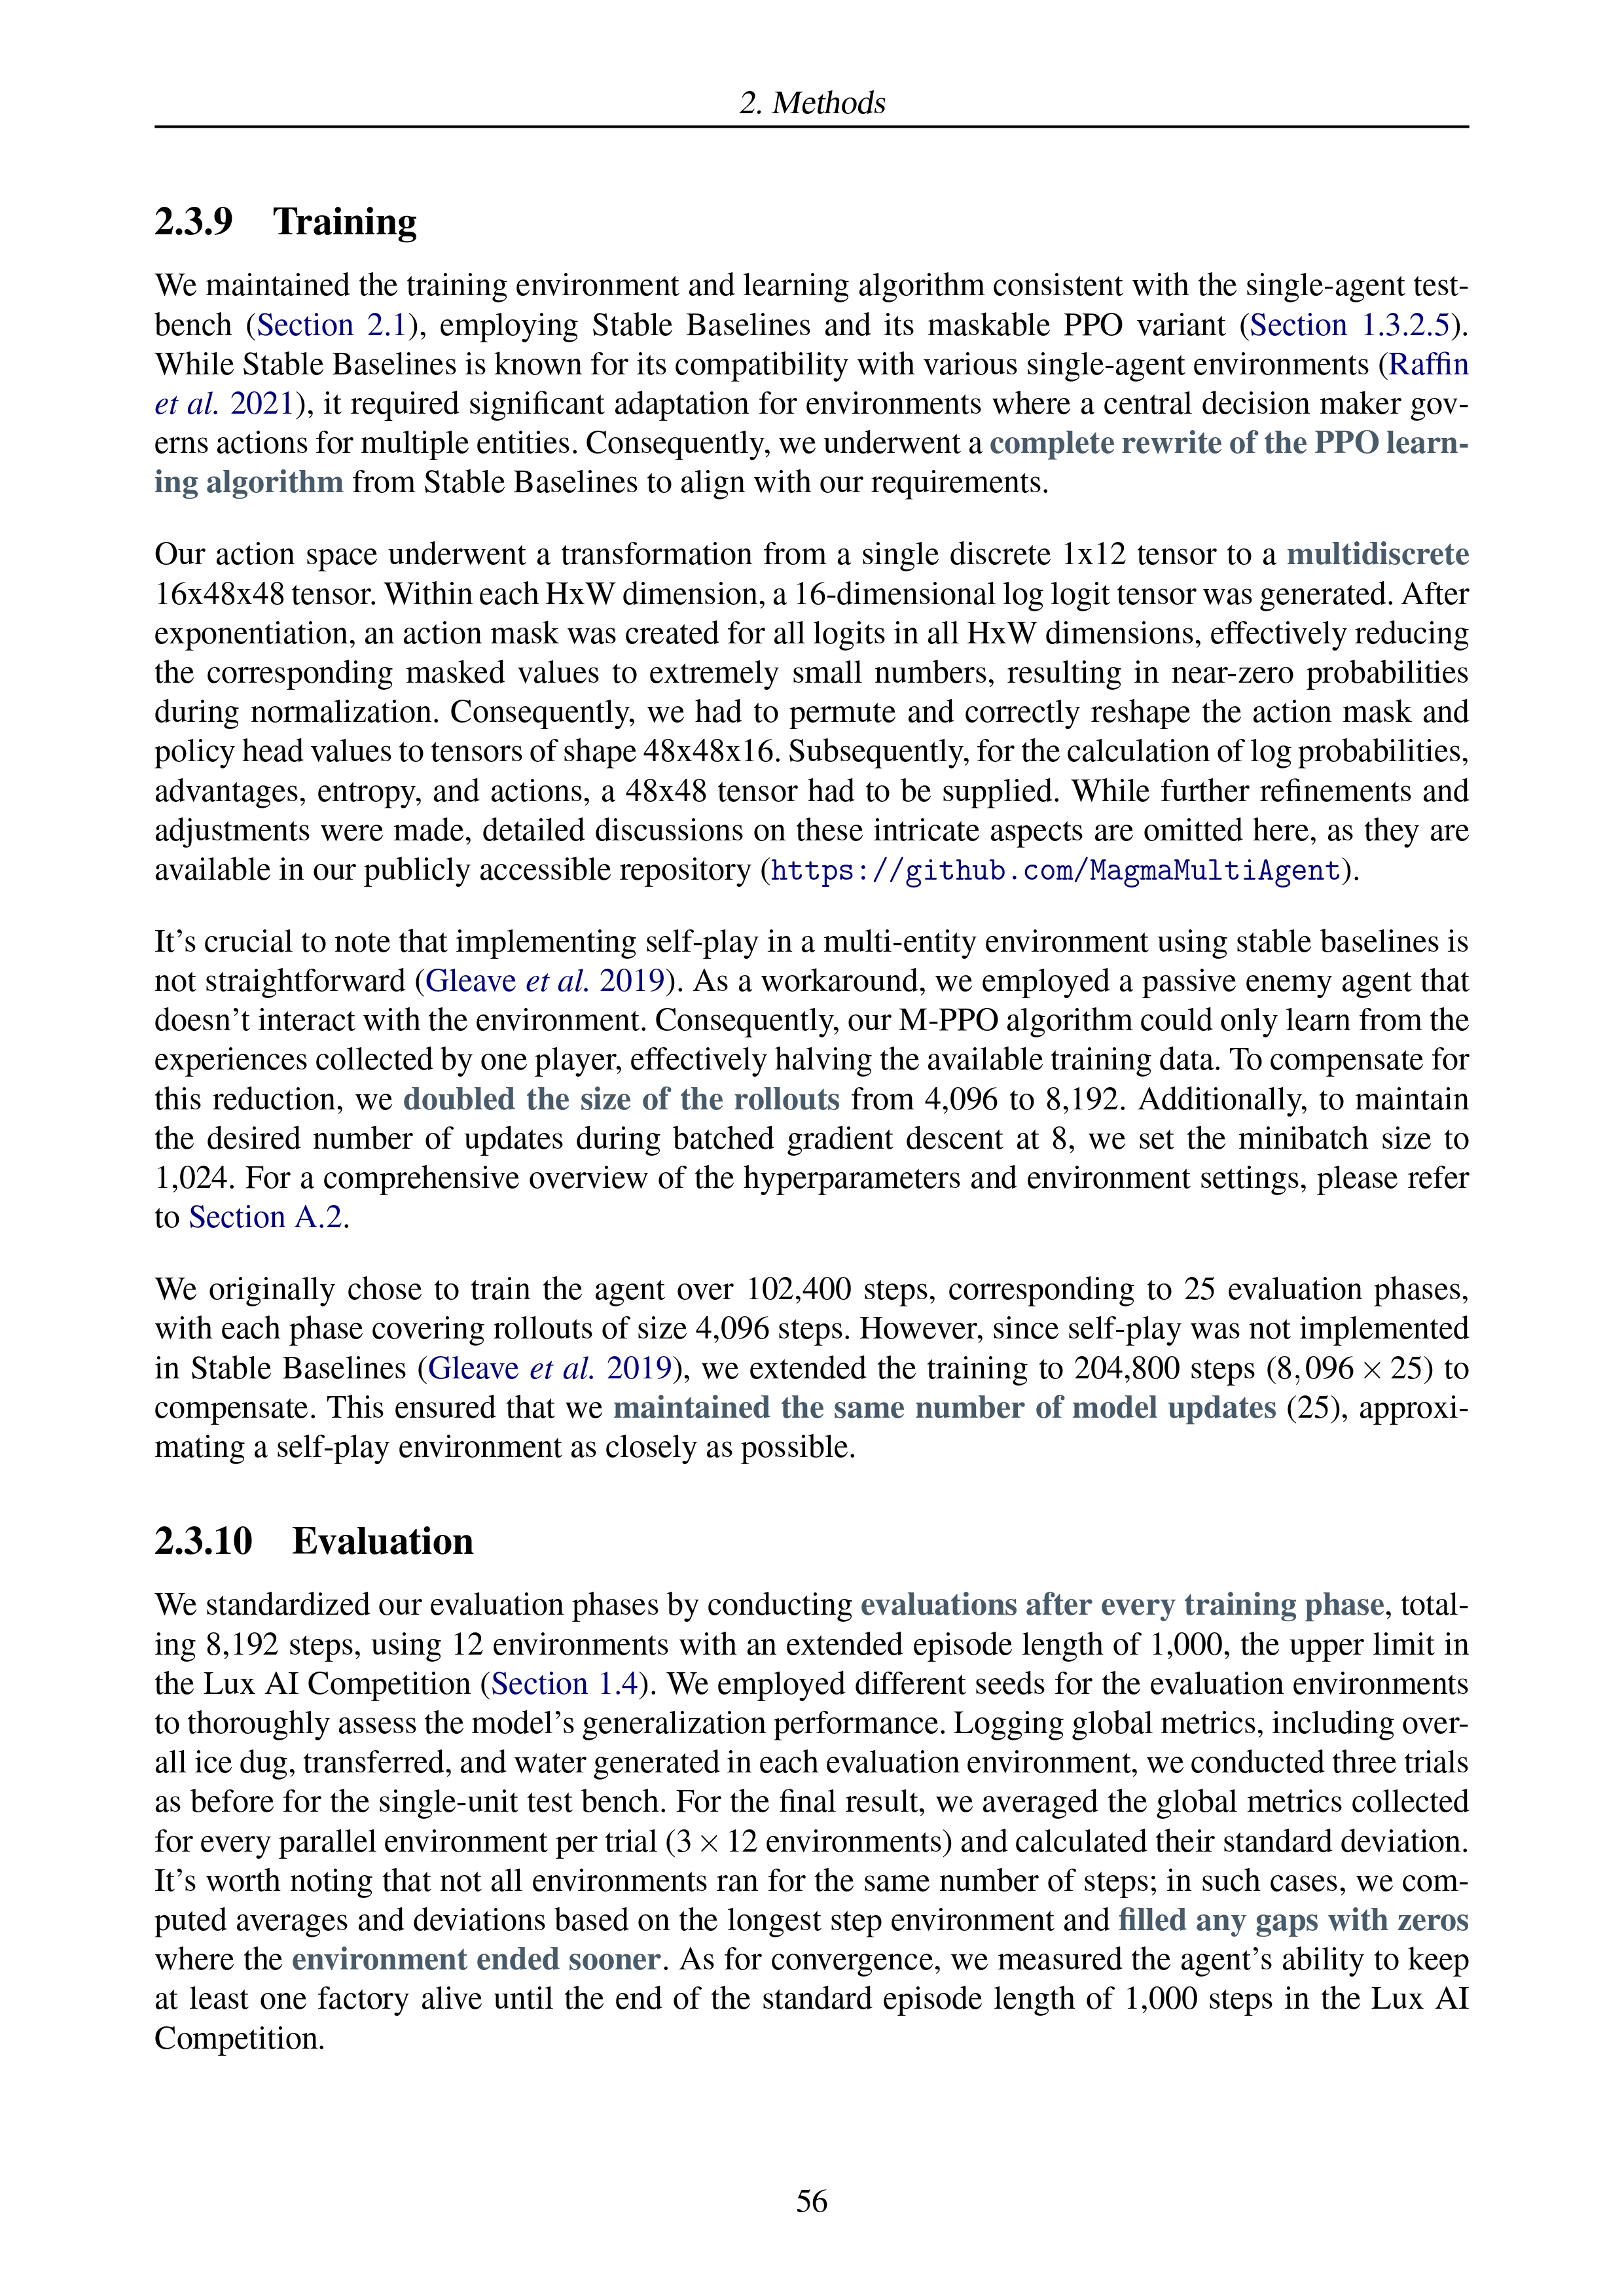 2. Methods
2.3.9 Training
We maintained the training environment and learning algorithm consistent with the single-agent test-
bench (Section 2.1), employing Stable Baselines and its maskable PPO variant (Section 1.3.2.5).
While Stable Baselines is known for its compatibility with various single-agent environments (Raffin
et al. 2021), it required significant adaptation for environments where a central decision maker gov-
erns actions for multiple entities. Consequently, we underwent a complete rewrite of the PPO learn-
ing algorithm from Stable Baselines to align with our requirements.
Our action space underwent a transformation from a single discrete 1x12 tensor to a multidiscrete
16x48x48 tensor. Within each HxW dimension, a 16-dimensional log logit tensor was generated. After
exponentiation, an action mask was created for all logits in all HxW dimensions, effectively reducing
the corresponding masked values to extremely small numbers, resulting in near-zero probabilities
during normalization. Consequently, we had to permute and correctly reshape the action mask and
policy head values to tensors of shape 48x48x16. Subsequently, for the calculation of log probabilities,
advantages, entropy, and actions, a 48x48 tensor had to be supplied. While further refinements and
adjustments were made, detailed discussions on these intricate aspects are omitted here, as they are
available in our publicly accessible repository (https://github.com/MagmaMultiAgent).
It's crucial to note that implementing self-play in a multi-entity environment using stable baselines is
not straightforward (Gleave et al. 2019). As a workaround, we employed a passive enemy agent that
doesn't interact with the environment. Consequently, our M-PPO algorithm could only learn from the
experiences collected by one player, effectively halving the available training data. To compensate for
this reduction, we doubled the size of the rollouts from 4,096 to 8,192. Additionally, to maintain
the desired number of updates during batched gradient descent at 8, we set the minibatch size to
1,024. For a comprehensive overview of the hyperparameters and environment settings, please refer
to Section A.2.
We originally chose to train the agent over 102,400 steps, corresponding to 25 evaluation phases,
with each phase covering rollouts of size 4,096 steps. However, since self-play was not implemented
in Stable Baselines (Gleave et al. 2019), we extended the training to 204,800 steps (8,096 × 25) to
compensate. This ensured that we maintained the same number of model updates (25), approxi-
mating a self-play environment as closely as possible.
2.3.10 Evaluation
We standardized our evaluation phases by conducting evaluations after every training phase, total-
ing 8,192 steps, using 12 environments with an extended episode length of 1,000, the upper limit in
the Lux AI Competition (Section 1.4). We employed different seeds for the evaluation environments
to thoroughly assess the model's generalization performance. Logging global metrics, including over-
all ice dug, transferred, and water generated in each evaluation environment, we conducted three trials
as before for the single-unit test bench. For the final result, we averaged the global metrics collected
for every parallel environment per trial (3 × 12 environments) and calculated their standard deviation.
It's worth noting that not all environments ran for the same number of steps; in such cases, we com-
puted averages and deviations based on the longest step environment and filled any gaps with zeros
where the environment ended sooner. As for convergence, we measured the agent's ability to keep
at least one factory alive until the end of the standard episode length of 1,000 steps in the Lux AI
Competition.
56